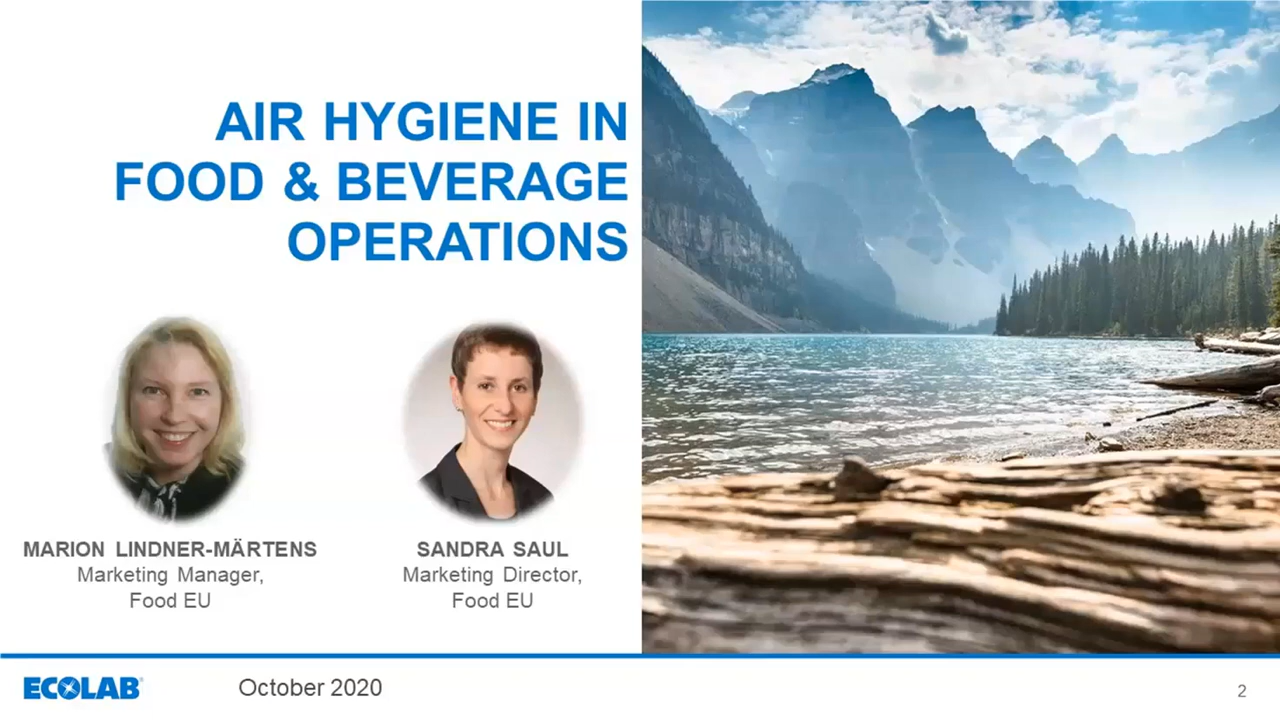 AIR HYGIENE IN
FOOD & BEVERAGE
OPERATIONS
MARION LINDNER-MÄRTENS
Marketing Manager,
Food EU
SANDRA SAUL
Marketing Director,
Food EU
ECOLAB
October 2020
2